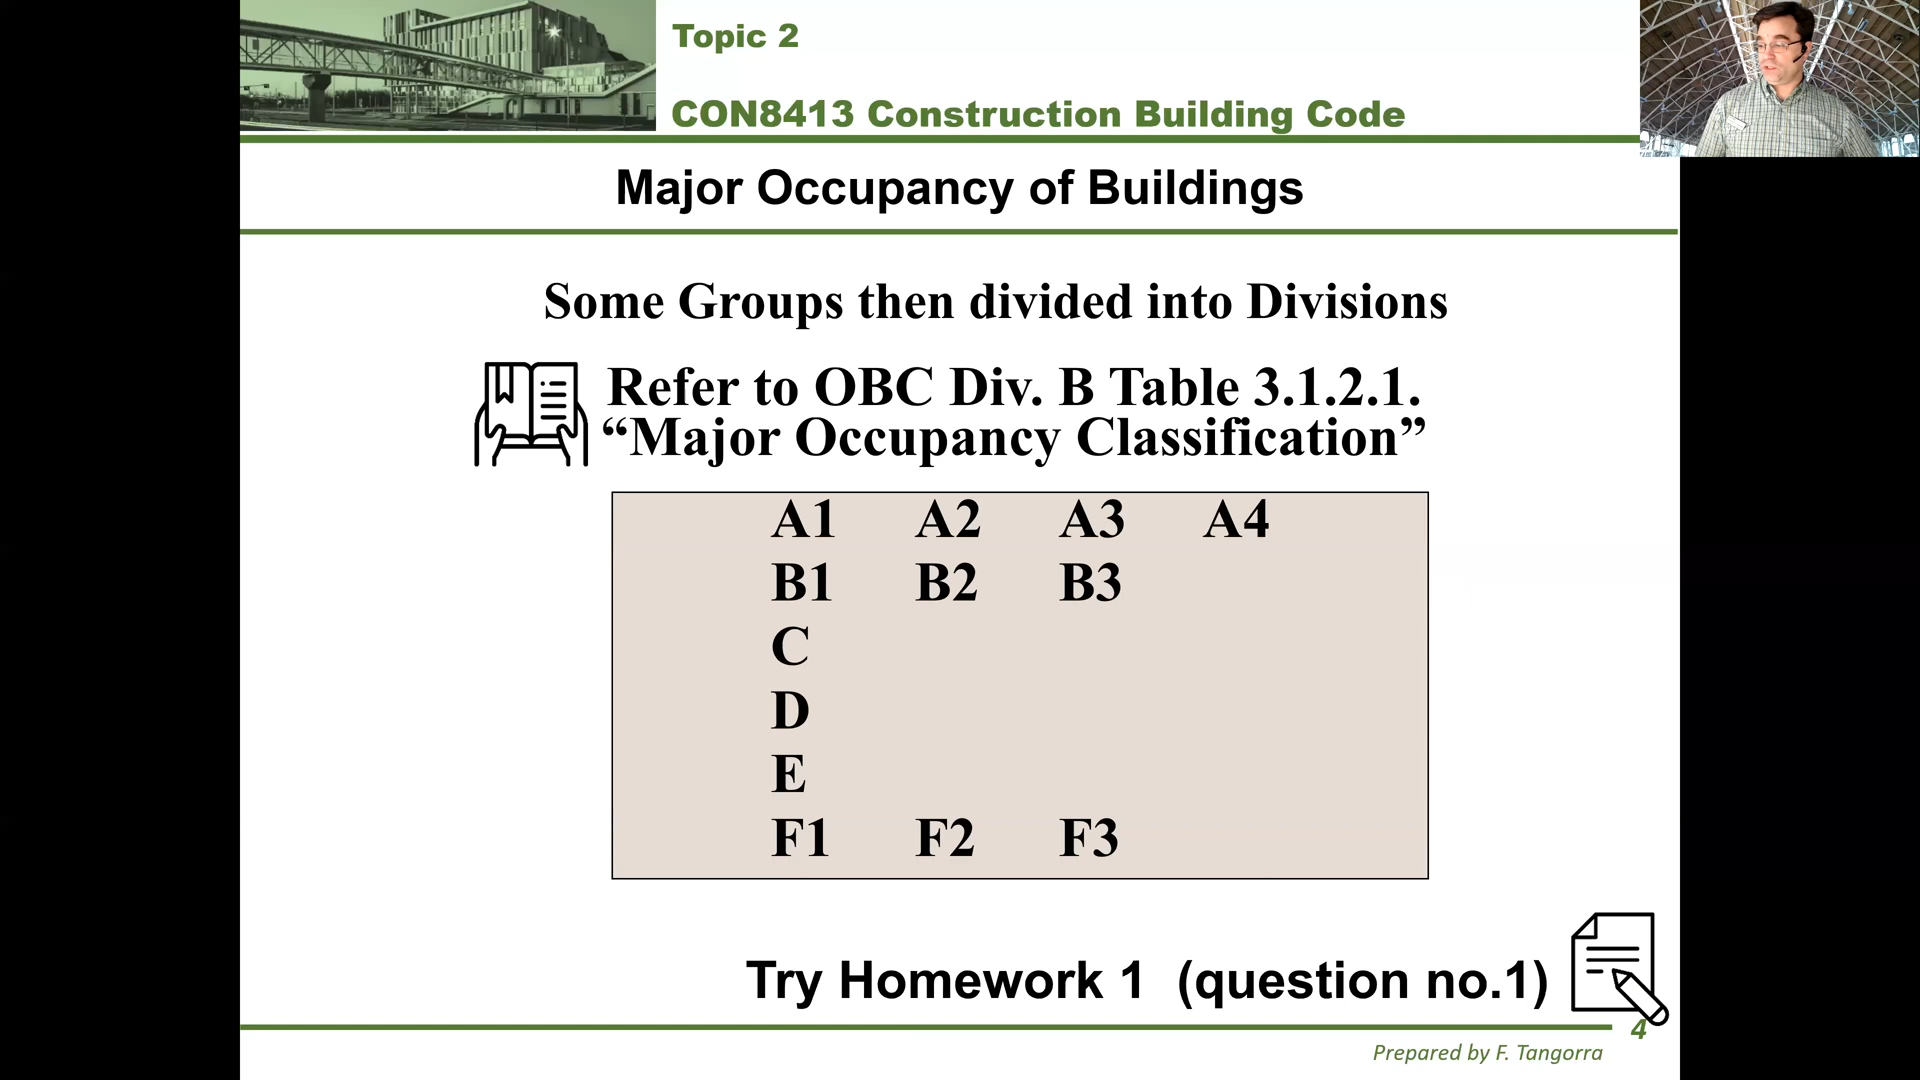 Topic 2
CON8413 Construction Building Code
Major Occupancy of Buildings
Some Groups then divided into Divisions
Refer to OBC Div. B Table 3.1.2.1.
“Major Occupancy Classification”
A1 A2 A3 A4
B1 B2 B3
C
D
E
F1 F2 F3
Try Homework 1 (question no.1)
4
Prepared by F. Tangorra